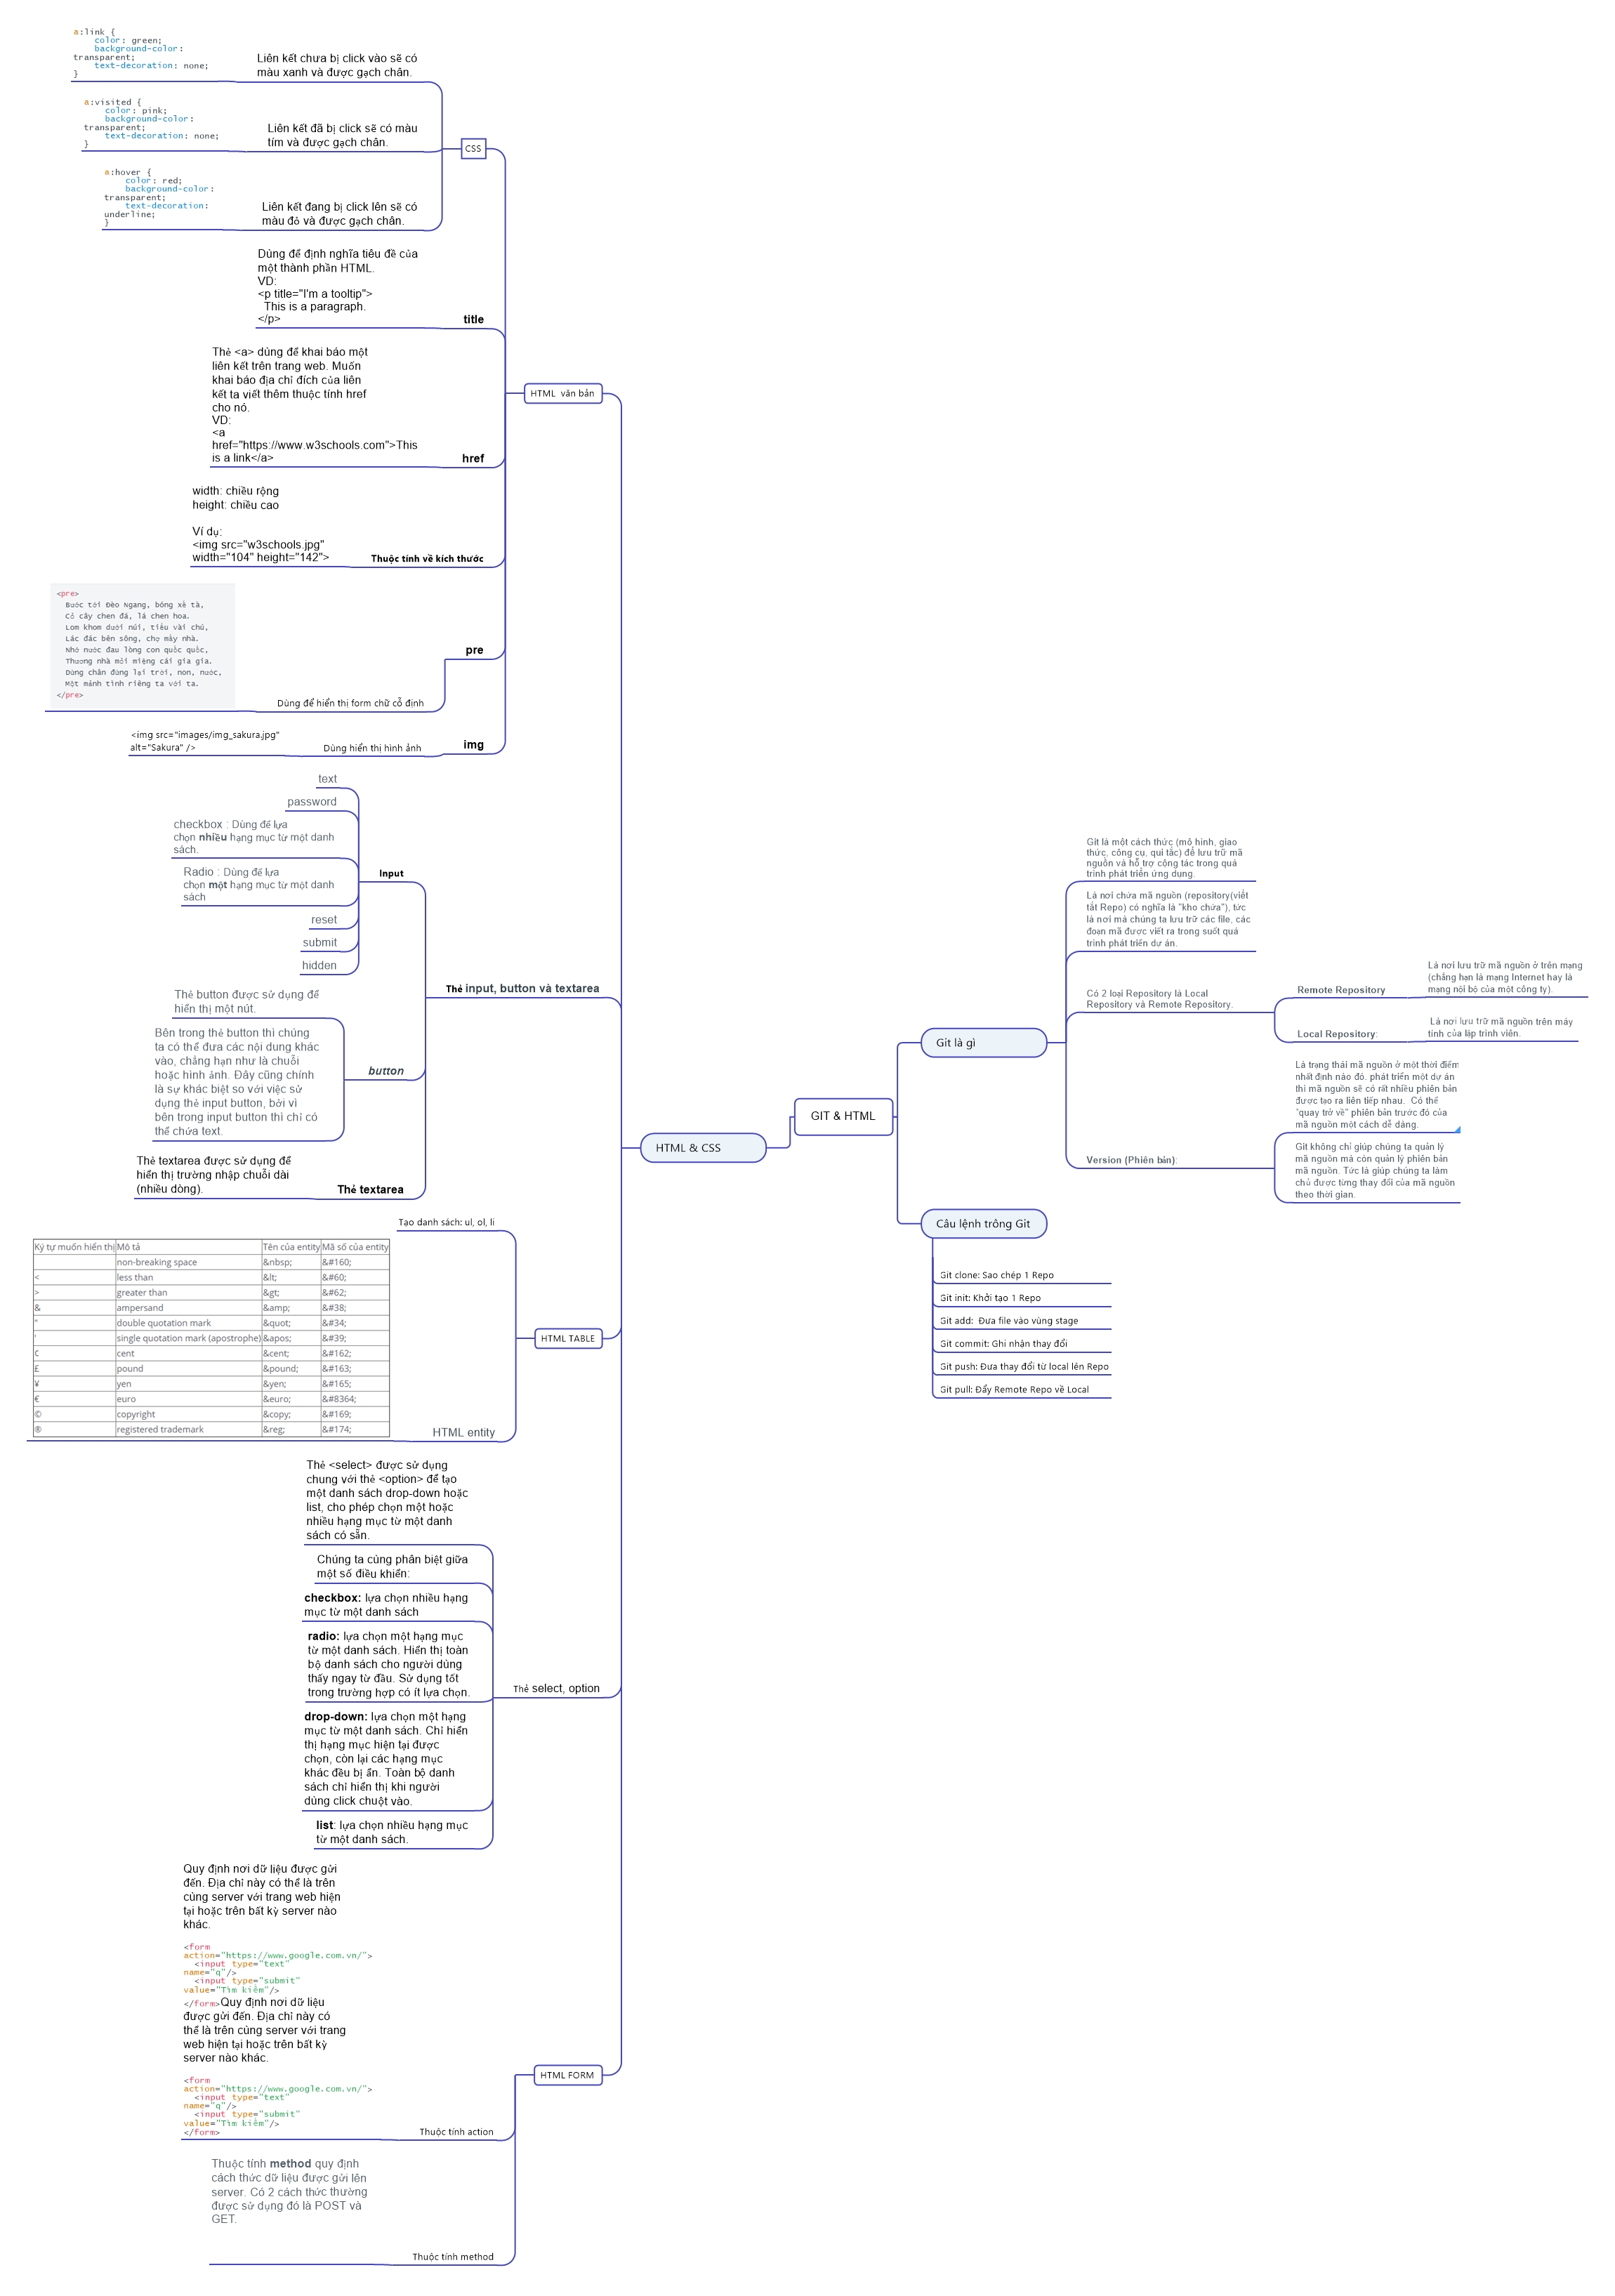 a:link {
color: green;
background-color:
transparent;
text-decoration: none;
}
Liên kết chưa bị click vào sẽ có
màu xanh và được gạch chân.
a:visited {
color: pink;
background-color:
transparent;
text-decoration: none;
}
Liên kết đã bị click sẽ có màu
tím và được gạch chân.
a:hover {
color: red;
background-color:
transparent;
text-decoration:
underline;
}
Liên kết đang bị click lên sẽ có
màu đỏ và được gạch chân.
CSS
Dùng để định nghĩa tiêu đề của
một thành phần HTML.
VD:
<p title="I'm a tooltip">
This is a paragraph.
</p>
title
Thẻ <a> dùng để khai báo một
liên kết trên trang web. Muốn
khai báo địa chỉ đích của liên
kết ta viết thêm thuộc tính href
cho nó.
VD:
<a
href="https://www.w3schools.com">This
is a link</a>
href
width: chiều rộng
height: chiều cao
Ví dụ:
<img src="w3schools.jpg"
width="104" height="142">
Thuộc tính về kích thước
<pre>
Bước tới Đèo Ngang, bóng xế tà,
Cỏ cây chen đá, lá chen hoa.
Lom khom dưới núi, tiều vài chú,
Lác đác bên sông, chợ mấy nhà.
Nhớ nước đau lòng con quốc quốc,
Thương nhà mỏi miệng cái gia gia.
Dừng chân đứng lại trời, non, nước,
Một mảnh tình riêng ta với ta.
</pre>
Dùng để hiển thị form chữ cố định
pre
<img src="images/img_sakura.jpg"
alt="Sakura" />
Dùng hiển thị hình ảnh
img
HTML  văn bản
text
password
checkbox : Dùng để lựa
chọn nhiều hạng mục từ một danh
sách.
Radio : Dùng để lựa
chọn một hạng mục từ một danh
sách
reset
submit
hidden
Input
Thẻ button được sử dụng để
hiển thị một nút.
Bên trong thẻ button thì chúng
ta có thể đưa các nội dung khác
vào, chẳng hạn như là chuỗi
hoặc hình ảnh. Đây cũng chính
là sự khác biệt so với việc sử
dụng thẻ input button, bởi vì
bên trong input button thì chỉ có
thể chứa text.
button
Thẻ textarea được sử dụng để
hiển thị trường nhập chuỗi dài
(nhiều dòng).
Thẻ textarea
Thẻ input, button và textarea
Tạo danh sách: ul, ol, li
Ký tự muốn hiển thị Mô tả Tên của entity Mã số của entity
non-breaking space &nbsp; &#160;
< less than &lt; &#60;
> greater than &gt; &#62;
& ampersand &amp; &#38;
" double quotation mark &quot; &#34;
' single quotation mark (apostrophe) &apos; &#39;
¢ cent &cent; &#162;
£ pound &pound; &#163;
¥ yen &yen; &#165;
€ euro &euro; &#8364;
© copyright &copy; &#169;
® registered trademark &reg; &#174;
HTML entity
HTML TABLE
Thẻ <select> được sử dụng
chung với thẻ <option> để tạo
một danh sách drop-down hoặc
list, cho phép chọn một hoặc
nhiều hạng mục từ một danh
sách có sẵn.
Chúng ta cùng phân biệt giữa
một số điều khiển:
checkbox: lựa chọn nhiều hạng
mục từ một danh sách
radio: lựa chọn một hạng mục
từ một danh sách. Hiển thị toàn
bộ danh sách cho người dùng
thấy ngay từ đầu. Sử dụng tốt
trong trường hợp có ít lựa chọn.
drop-down: lựa chọn một hạng
mục từ một danh sách. Chỉ hiển
thị hạng mục hiện tại được
chọn, còn lại các hạng mục
khác đều bị ẩn. Toàn bộ danh
sách chỉ hiển thị khi người
dùng click chuột vào.
list: lựa chọn nhiều hạng mục
từ một danh sách.
Thẻ select, option
Quy định nơi dữ liệu được gửi
đến. Địa chỉ này có thể là trên
cùng server với trang web hiện
tại hoặc trên bất kỳ server nào
khác.
<form
action="https://www.google.com.vn/">
<input type="text"
name="q"/>
<input type="submit"
value="Tìm kiếm"/>
</form>Quy định nơi dữ liệu
được gửi đến. Địa chỉ này có
thể là trên cùng server với trang
web hiện tại hoặc trên bất kỳ
server nào khác.
<form
action="https://www.google.com.vn/">
<input type="text"
name="q"/>
<input type="submit"
value="Tìm kiếm"/>
</form>
Thuộc tính action
Thuộc tính method quy định
cách thức dữ liệu được gửi lên
server. Có 2 cách thức thường
được sử dụng đó là POST và
GET.
Thuộc tính method
HTML FORM
HTML & CSS
GIT & HTML
Git là gì
Git là một cách thức (mô hình, giao
thức, công cụ, qui tắc) để lưu trữ mã
nguồn và hỗ trợ cộng tác trong quá
trình phát triển ứng dụng.
Là nơi chứa mã nguồn (repository(viết
tắt Repo) có nghĩa là "kho chứa"), tức
là nơi mà chúng ta lưu trữ các file, các
đoạn mã được viết ra trong suốt quá
trình phát triển dự án.
Có 2 loại Repository là Local
Repository và Remote Repository.
Remote Repository
Là nơi lưu trữ mã nguồn ở trên mạng
(chẳng hạn là mạng Internet hay là
mạng nội bộ của một công ty).
Local Repository:
Là nơi lưu trữ mã nguồn trên máy
tính của lập trình viên.
Version (Phiên bản):
Là trạng thái mã nguồn ở một thời điểm
nhất định nào đó. phát triển một dự án
thì mã nguồn sẽ có rất nhiều phiên bản
được tạo ra liên tiếp nhau.  Có thể
"quay trở về" phiên bản trước đó của
mã nguồn một cách dễ dàng.
Git không chỉ giúp chúng ta quản lý
mã nguồn mà còn quản lý phiên bản
mã nguồn. Tức là giúp chúng ta làm
chủ được từng thay đổi của mã nguồn
theo thời gian.
Câu lệnh trông Git
Git clone: Sao chép 1 Repo
Git init: Khởi tạo 1 Repo
Git add:  Đưa file vào vùng stage
Git commit: Ghi nhận thay đổi
Git push: Đưa thay đổi từ local lên Repo
Git pull: Đẩy Remote Repo về Local